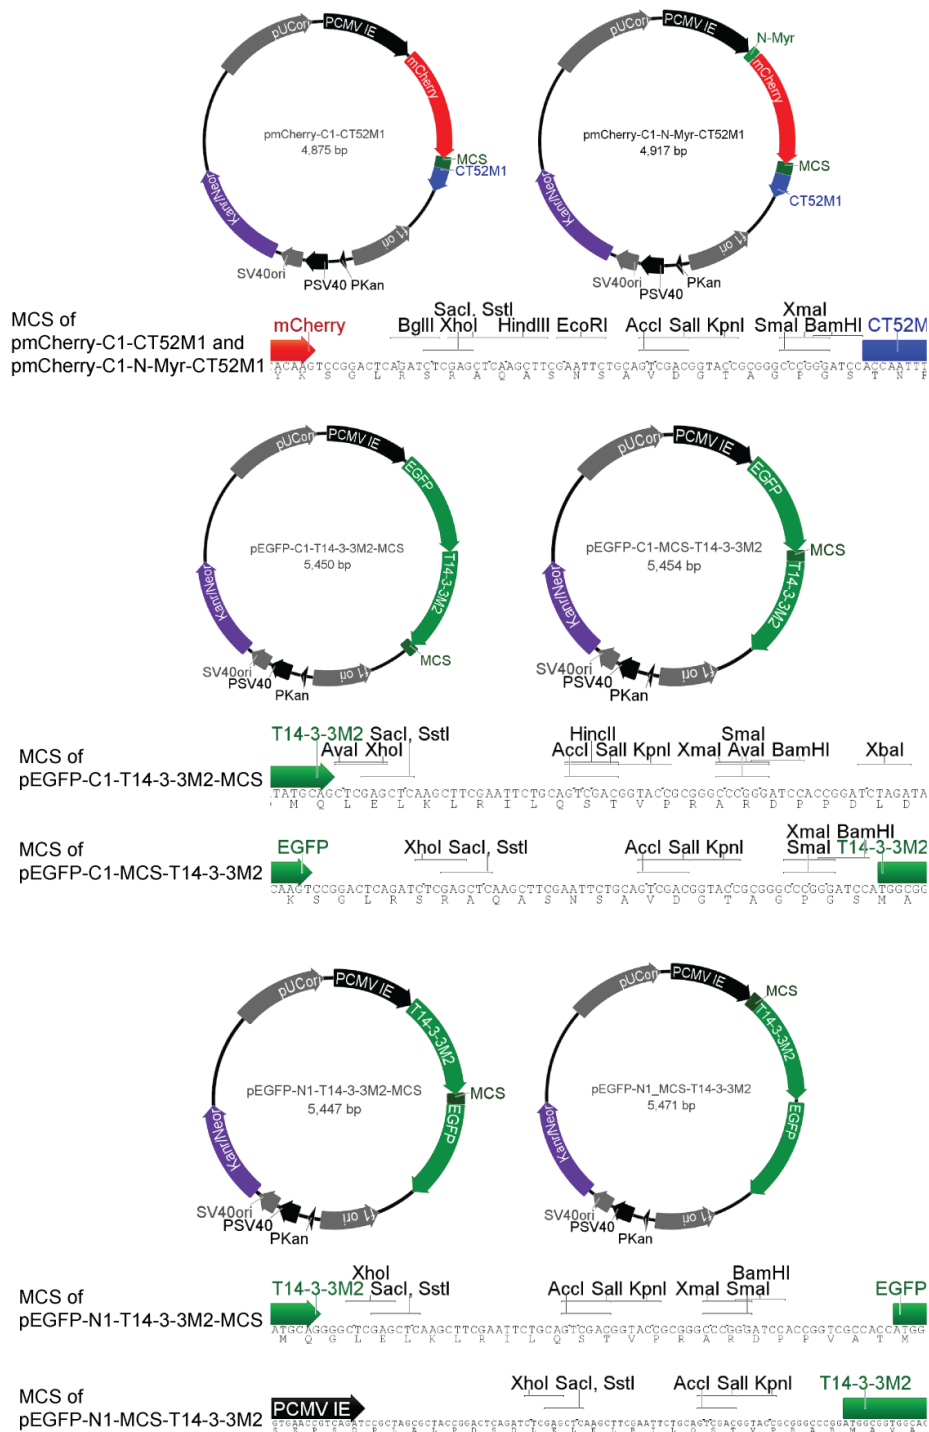 pUCori
PCMV IE
mCherry
MCS
CT52M1
f1 ori
PKan
PSV40
SV40ori
Kanr/Neor
pmCherry-C1-CT52M1
4,875 bp
pUCori
PCMV IE
N-Myr
mCherry
MCS
CT52M1
f1 ori
PKan
PSV40
SV40ori
Kanr/Neor
pmCherry-C1-N-Myr-CT52M1
4,917 bp
MCS of
pmCherry-C1-CT52M1 and
pmCherry-C1-N-Myr-CT52M1
SacI, SstI XmaI
mCherry BglII XhoI HindIII EcoRI AccI SalI KpnI SmaI BamHI CT52M
ACAAGTCCGGACTCAGATCTCGAGCTCAAGCTTCGAATTCTGCAGTCGACGGTACCGCGGGCCCGGGATCCACCAATTT
Y K S G L R S R A Q A S N S A V D G T A G P G S T N F
pUCori
PCMV IE
EGFP
T14-3-3M2
MCS
f1 ori
PKan
PSV40
SV40ori
Kanr/Neor
pEGFP-C1-T14-3-3M2-MCS
5,450 bp
pUCori
PCMV IE
EGFP
MCS
T14-3-3M2
f1 ori
PKan
PSV40
SV40ori
Kanr/Neor
pEGFP-C1-MCS-T14-3-3M2
5,454 bp
MCS of
pEGFP-C1-T14-3-3M2-MCS
T14-3-3M2 SacI, SstI HincII SmaI
AvaI XhoI AccI SalI KpnI XmaI AvaI BamHI XbaI
TATGCAGCTCGAGCTCAAGCTTCGAATTCTGCAGTCGACGGTACCGCGGGCCCGGGATCCACCGGATCTAGATA
M Q L E L K L R I L Q S T V P R A R D P P D L D
MCS of
pEGFP-C1-MCS-T14-3-3M2
XmaI BamHI
EGFP XhoI SacI, SstI AccI SalI KpnI SmaI T14-3-3M2
CAAGTCCGGACTCAGATCTCGAGCTCAAGCTTCGAATTCTGCAGTCGACGGTACCGCGGGCCCGGGATCCATGGCGG
K S G L R S R A Q A S N S A V D G T A G P G S M A G
pUCori
PCMV IE
T14-3-3M2
MCS
EGFP
f1 ori
PKan
PSV40
SV40ori
Kanr/Neor
pEGFP-N1-T14-3-3M2-MCS
5,447 bp
pUCori
PCMV IE
MCS
T14-3-3M2
EGFP
f1 ori
PKan
PSV40
SV40ori
Kanr/Neor
pEGFP-N1_MCS-T14-3-3M2
5,471 bp
MCS of
pEGFP-N1-T14-3-3M2-MCS
XhoI BamHI
T14-3-3M2 SacI, SstI AccI SalI KpnI XmaI SmaI EGFP
ATGCAGGGGCTCGAGCTCAAGCTTCGAATTCTGCAGTCGACGGTACCGCGGGCCCGGGATCCACCGGTCGCCACCATGG
M Q G L E L K L R I L Q S T V P R A R D P P V A T M
MCS of
pEGFP-N1-MCS-T14-3-3M2
PCMV IE XhoI SacI, SstI AccI SalI KpnI T14-3-3M2
GTGAACCGTCAGATCCGCTAGCGCTACCGGACTCAGATCTCGAGCTCAAGCTTCGAATTCTGCAGTCGACGGTACCGCGGGCCCGGGATGGCGGTGGCAC